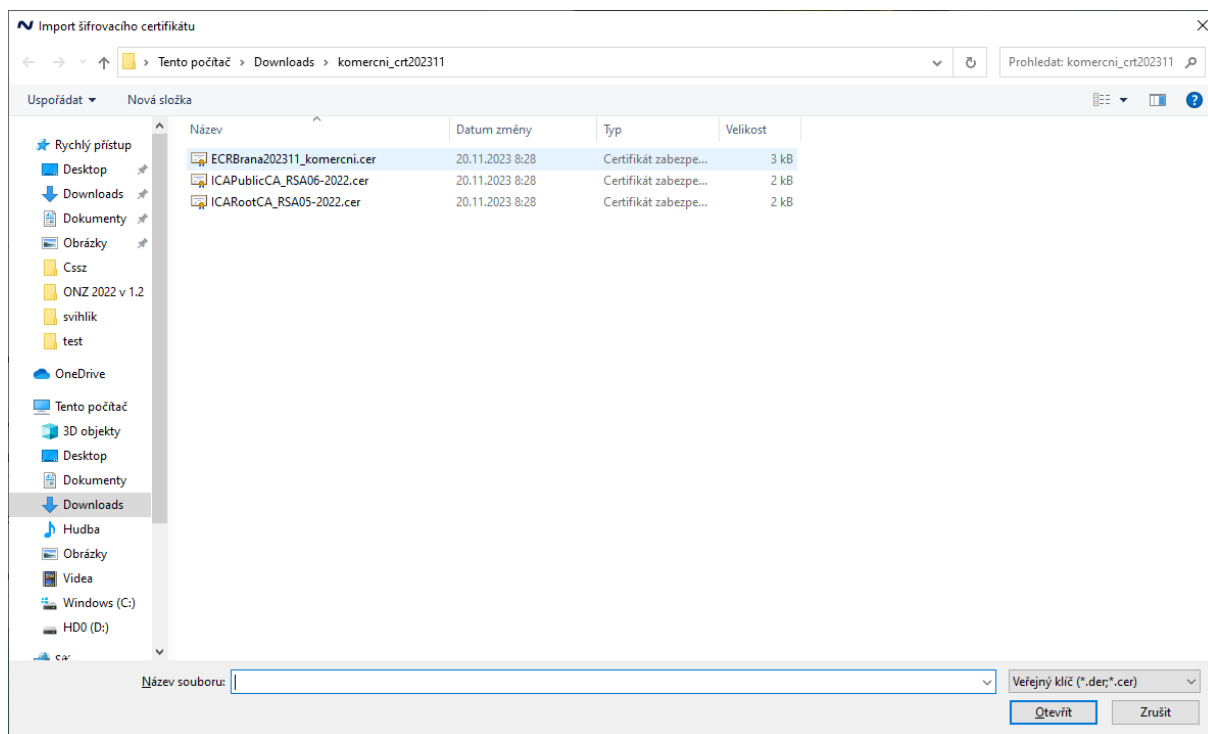 Import šifrovacího certifikátu
Tento počítač › Downloads › komercni_crt202311
Prohledat: komercni_crt202311
Uspořádat
Nová složka
Název Datum změny Typ Velikost
ECRBrana202311_komercni.cer 20.11.2023 8:28 Certifikát zabezpe... 3 kB
ICAPublicCA_RSA06-2022.cer 20.11.2023 8:28 Certifikát zabezpe... 2 kB
ICARootCA_RSA05-2022.cer 20.11.2023 8:28 Certifikát zabezpe... 2 kB
Rychlý přístup
Desktop
Downloads
Dokumenty
Obrázky
Cssz
ONZ 2022 v 1.2
svihlik
test
OneDrive
Tento počítač
3D objekty
Desktop
Dokumenty
Downloads
Hudba
Obrázky
Videa
Windows (C:)
HD0 (D:)
Název souboru:
Veřejný klíč (*.der;*.cer)
Otevřít
Zrušit